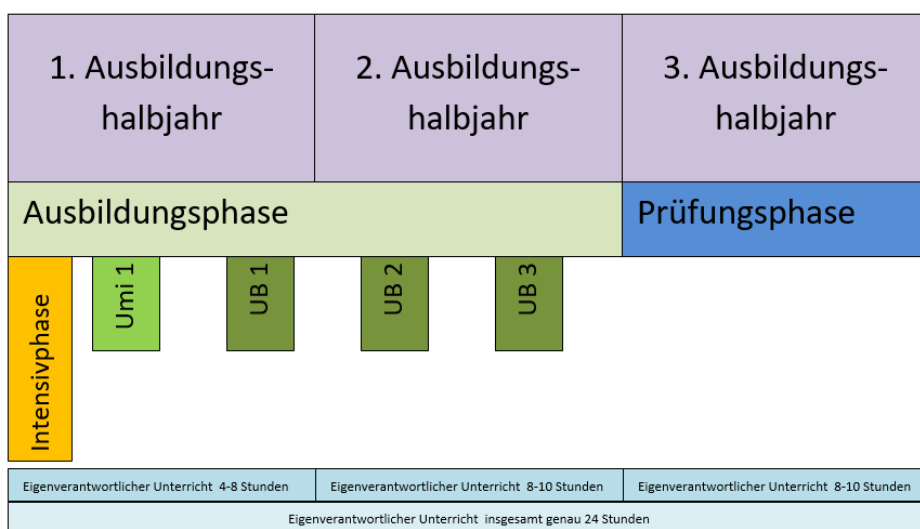 1. Ausbildungs-
halbjahr
2. Ausbildungs-
halbjahr
3. Ausbildungs-
halbjahr
Ausbildungsphase
Prüfungsphase
Intensivphase
Umi 1
UB 1
UB 2
UB 3
Eigenverantwortlicher Unterricht 4-8 Stunden
Eigenverantwortlicher Unterricht 8-10 Stunden
Eigenverantwortlicher Unterricht 8-10 Stunden
Eigenverantwortlicher Unterricht insgesamt genau 24 Stunden